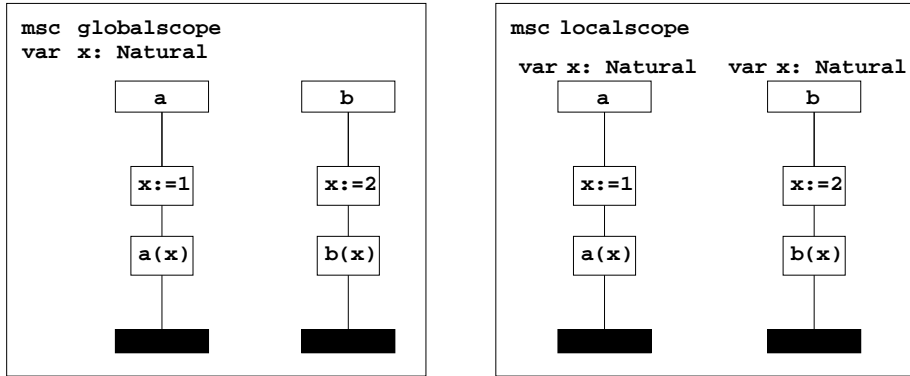 msc globalscope
var x: Natural
a b
x:=1 x:=2
a(x) b(x)
msc localscope
var x: Natural var x: Natural
a b
x:=1 x:=2
a(x) b(x)